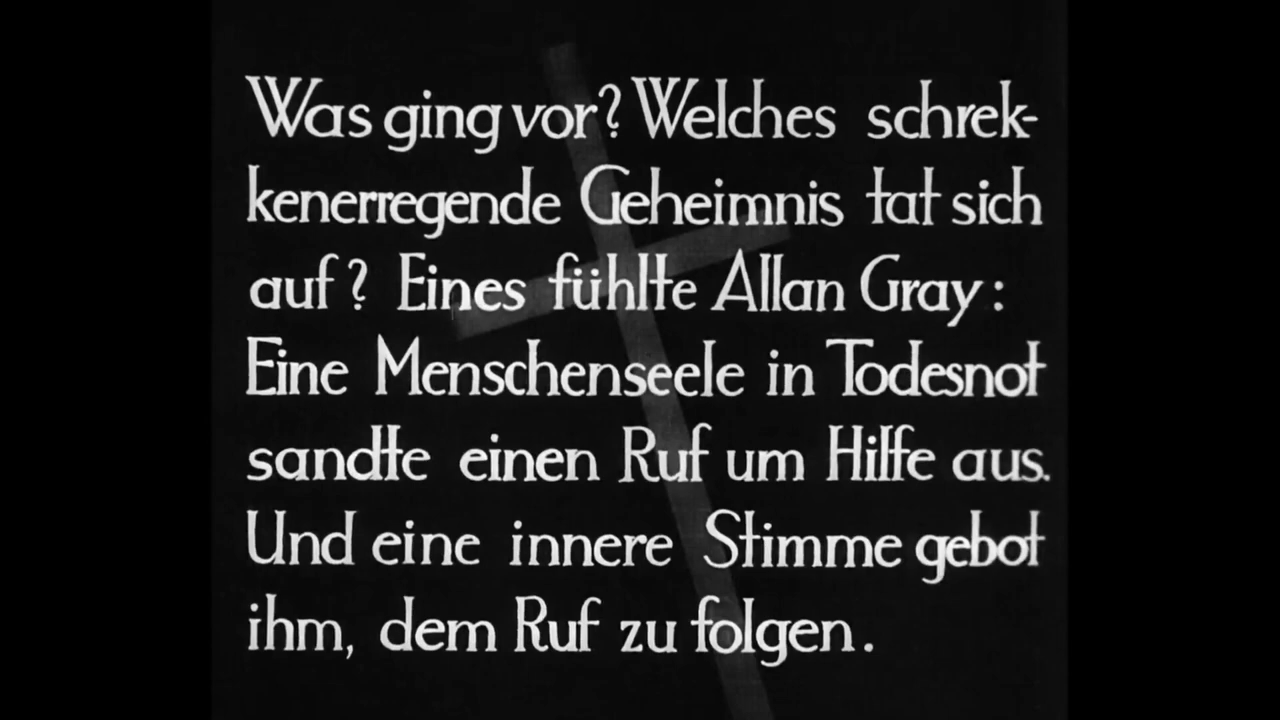 Was ging vor? Welches schrek-
kenerregende Geheimnis tat sich
auf? Eines fühlte Allan Gray:
Eine Menschenseele in Todesnot
sandte einen Ruf um Hilfe aus.
Und eine innere Stimme gebot
ihm, dem Ruf zu folgen.